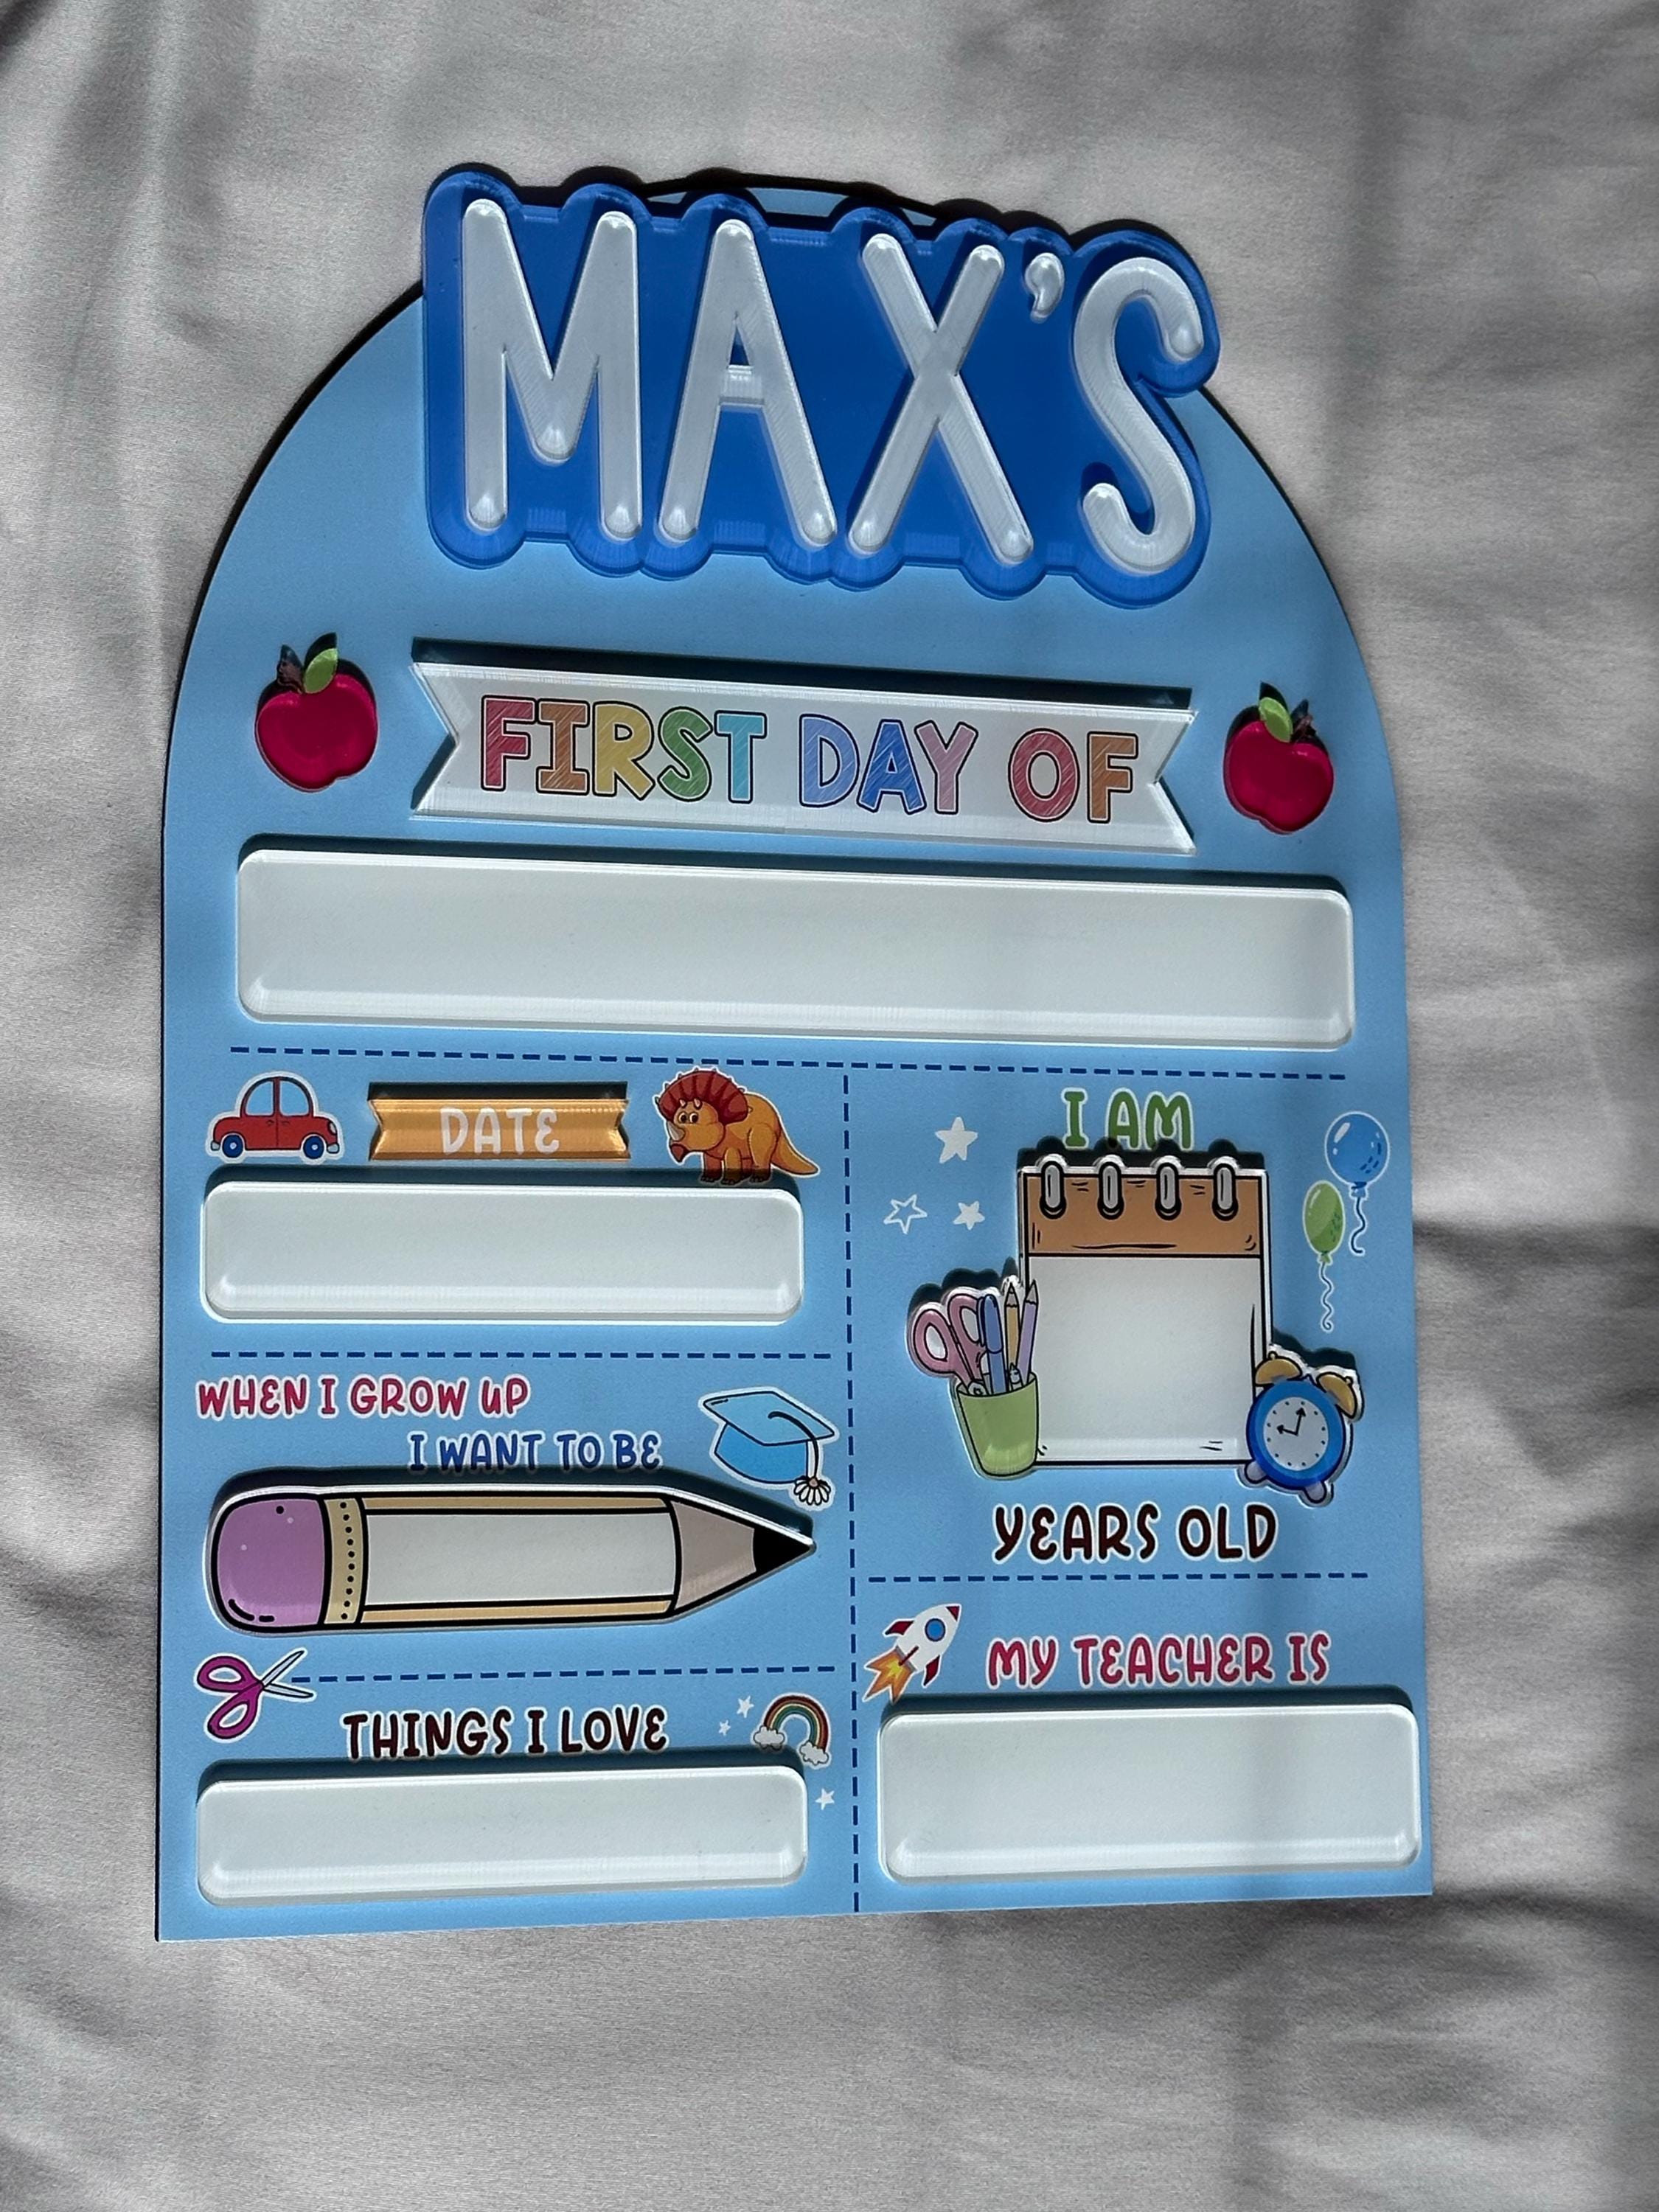 MAX'S
FIRST DAY OF
DATE
I AM
YEARS OLD
WHEN I GROW UP
I WANT TO BE
MY TEACHER IS
THINGS I LOVE